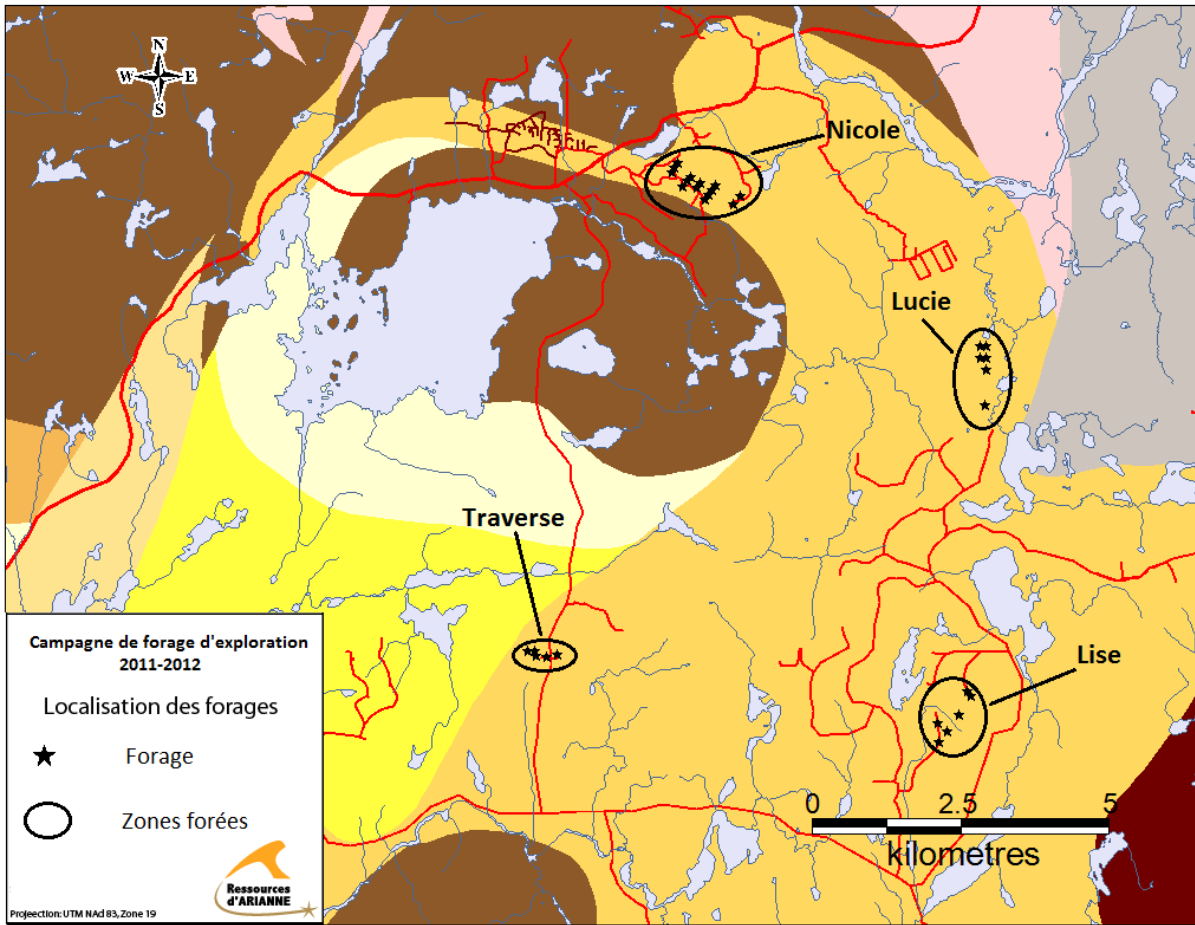 N
W E
S
Nicole
Lucie
Traverse
Lise
Campagne de forage d'exploration
2011-2012
Localisation des forages
Forage
Zones forées
Ressources
d'ARIANNE
Projeection: UTM NAd 83, Zone 19
0 2.5 5
kilometres